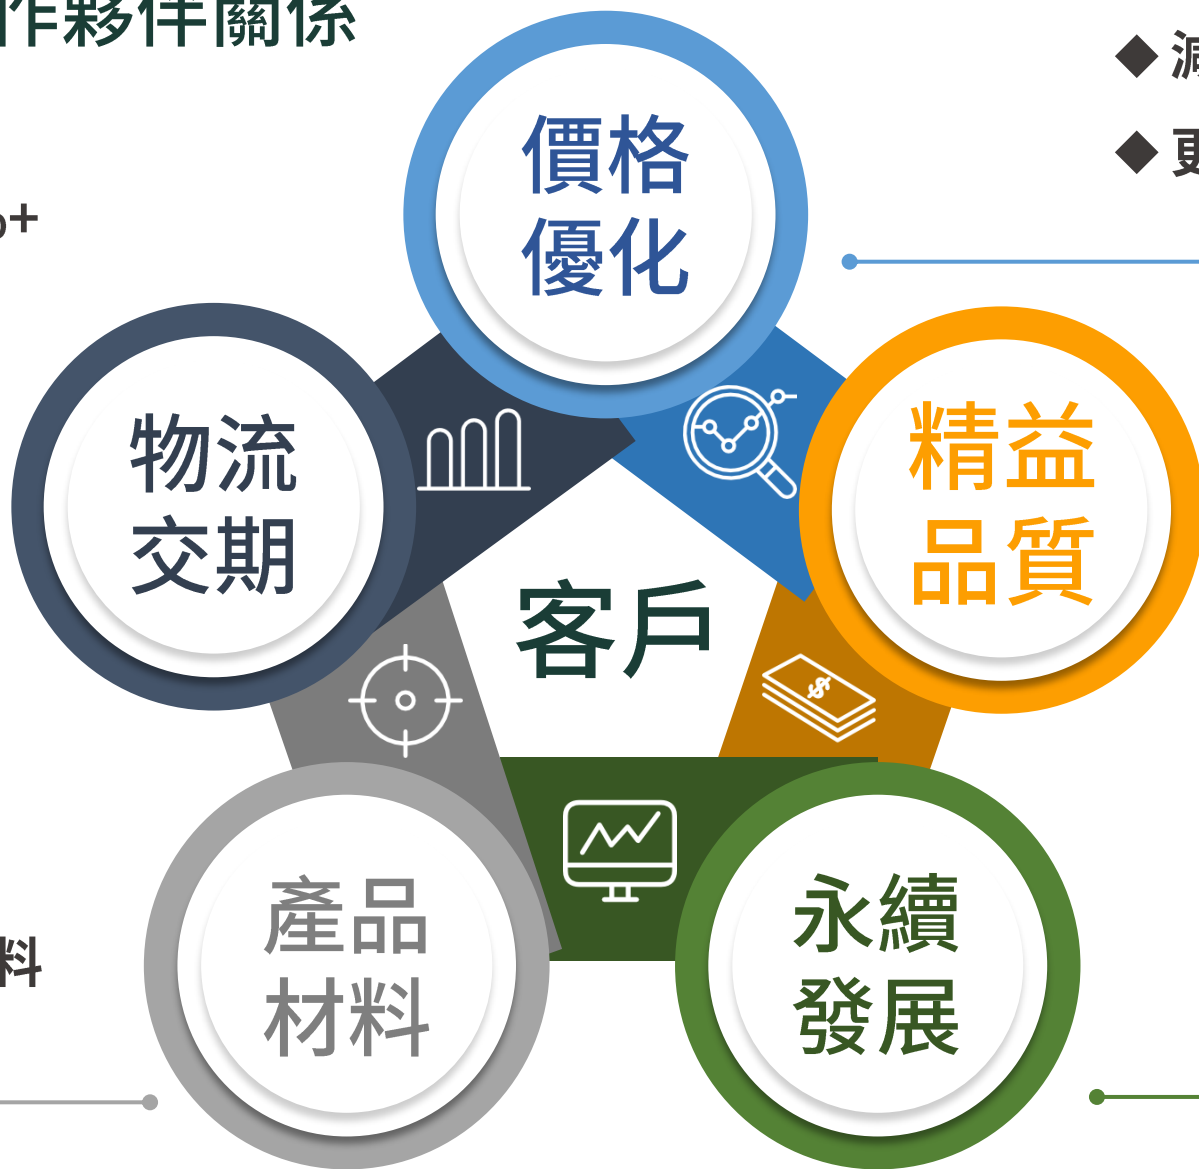 作夥伴關係
價格
優化
物流
交期
精益
品質
客戶
$
產品
材料
永續
發展
料